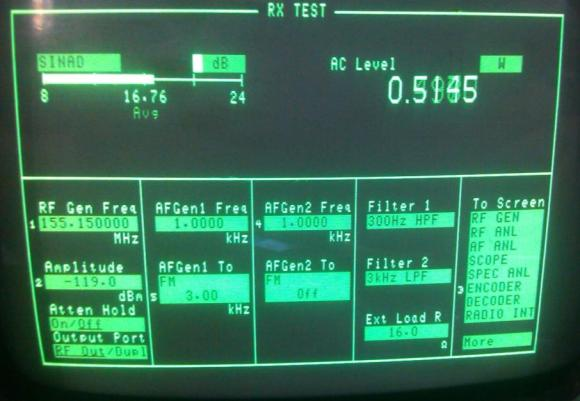 RX TEST
SINAD dB AC Level W
0.5145
8 16.76 24
Avg
RF Gen Freq AFGen1 Freq AFGen2 Freq Filter 1 To Screen
1 155.150000 1.0000 4 1.0000 300Hz HPF RF GEN
MHz kHz kHz RF ANL
AF ANL
Amplitude AFGen1 To AFGen2 To Filter 2 SCOPE
2 -119.0 FM FM 3kHz LPF SPEC ANL
dBm 5 3.00 Off 3 ENCODER
Atten Hold kHz DECODER
On/Off Ext Load R RADIO INT
Output Port 16.0 More
RF Out/Dupl Ω